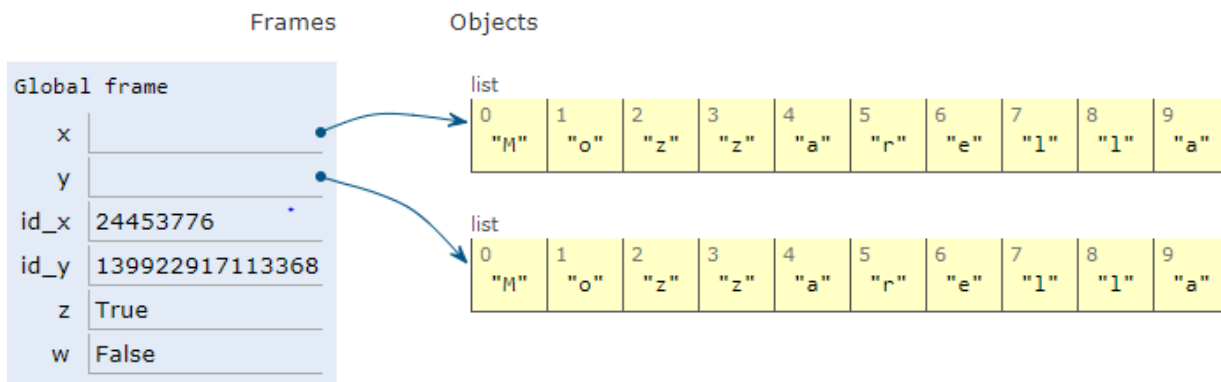 Frames Objects
Global frame
x
y
id_x 24453776
id_y 139922917113368
z True
w False
list
0 1 2 3 4 5 6 7 8 9
"M" "o" "z" "z" "a" "r" "e" "l" "l" "a"
list
0 1 2 3 4 5 6 7 8 9
"M" "o" "z" "z" "a" "r" "e" "l" "l" "a"